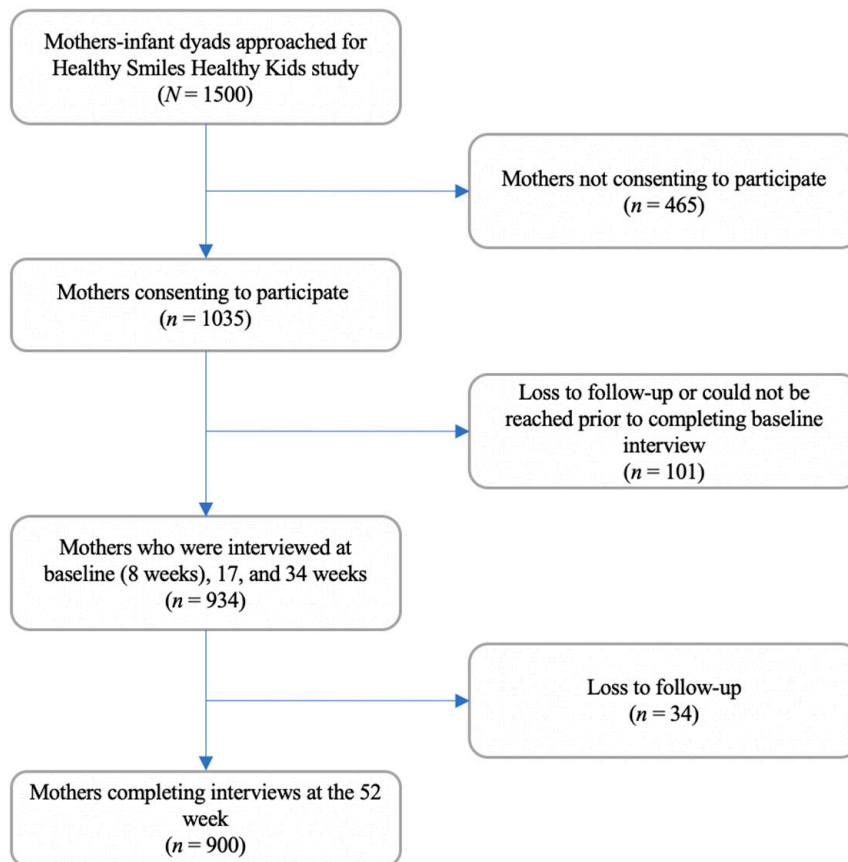 Mothers-infant dyads approached for
Healthy Smiles Healthy Kids study
(N = 1500)
Mothers not consenting to participate
(n = 465)
Mothers consenting to participate
(n = 1035)
Loss to follow-up or could not be
reached prior to completing baseline
interview
(n = 101)
Mothers who were interviewed at
baseline (8 weeks), 17, and 34 weeks
(n = 934)
Loss to follow-up
(n = 34)
Mothers completing interviews at the 52
week
(n = 900)